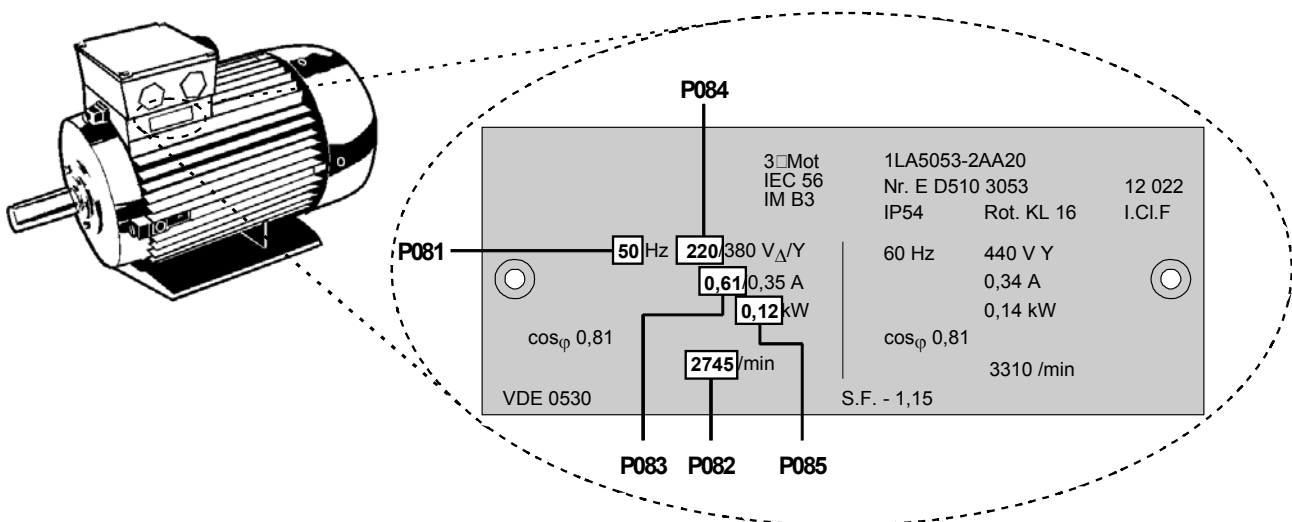 P084
3□Mot 1LA5053-2AA20
IEC 56 Nr. E D510 3053 12 022
IM B3 IP54 Rot. KL 16 I.Cl.F
P081 50 Hz 220/380 V△/Y 60 Hz 440 V Y
0,61/0,35 A 0,34 A
0,12 kW 0,14 kW
cosφ 0,81 cosφ 0,81
2745/min 3310 /min
VDE 0530 S.F. - 1,15
P083 P082 P085